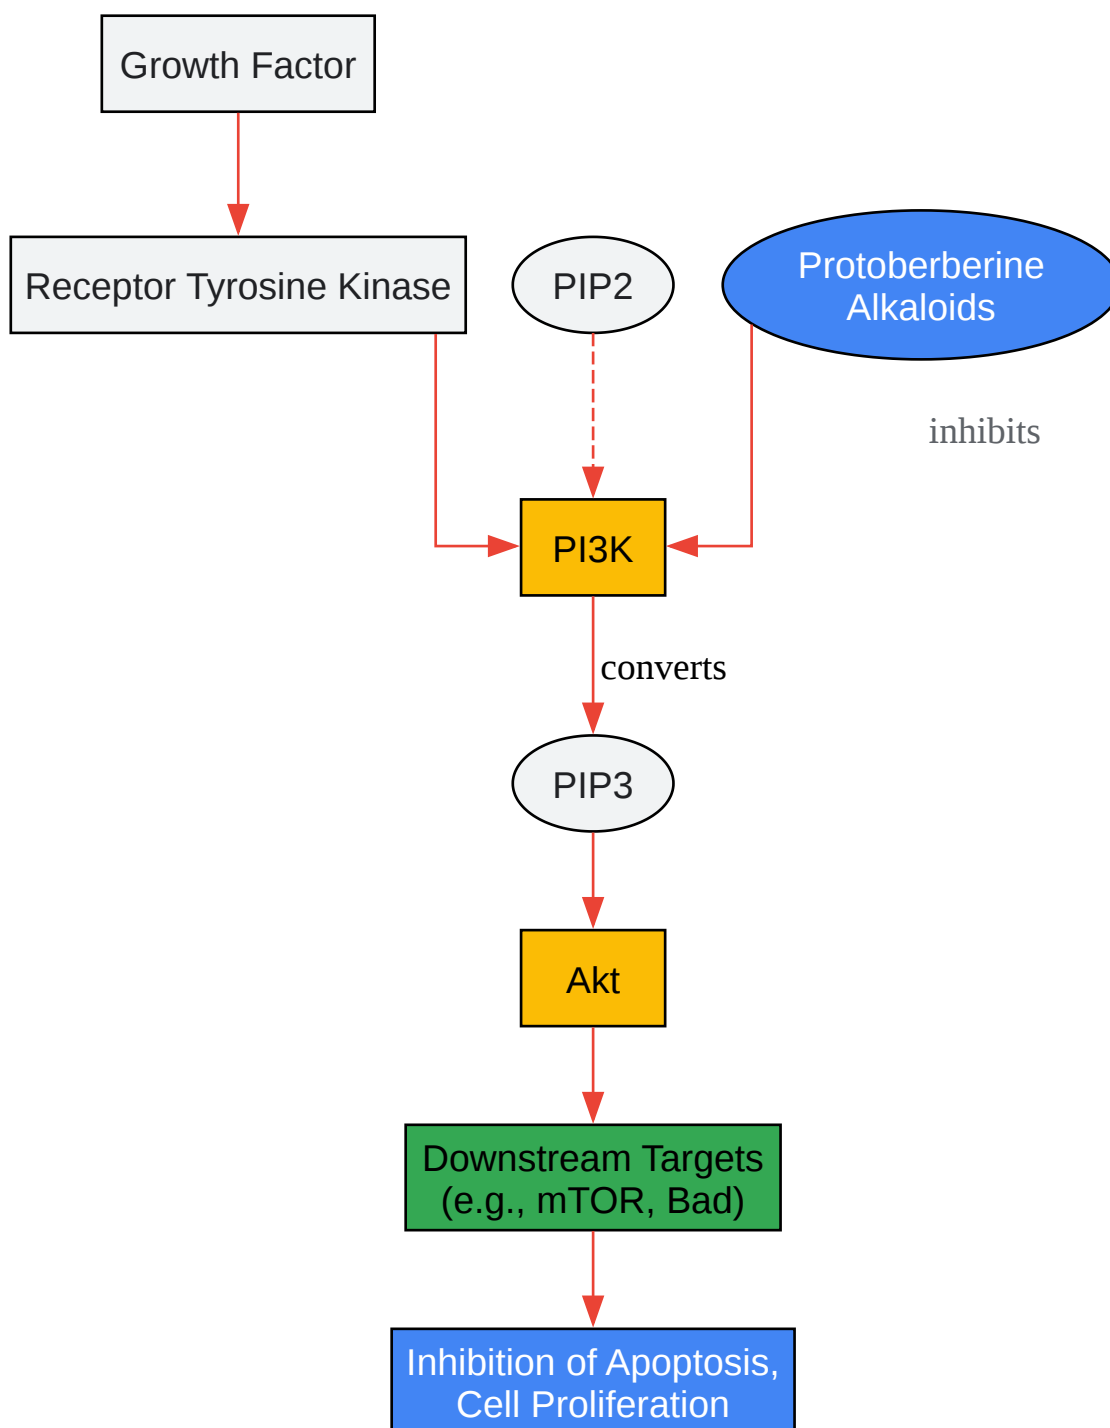 Growth Factor
Receptor Tyrosine Kinase
PIP2
Protoberberine
Alkaloids
inhibits
PI3K
converts
PIP3
Akt
Downstream Targets
(e.g., mTOR, Bad)
Inhibition of Apoptosis,
Cell Proliferation